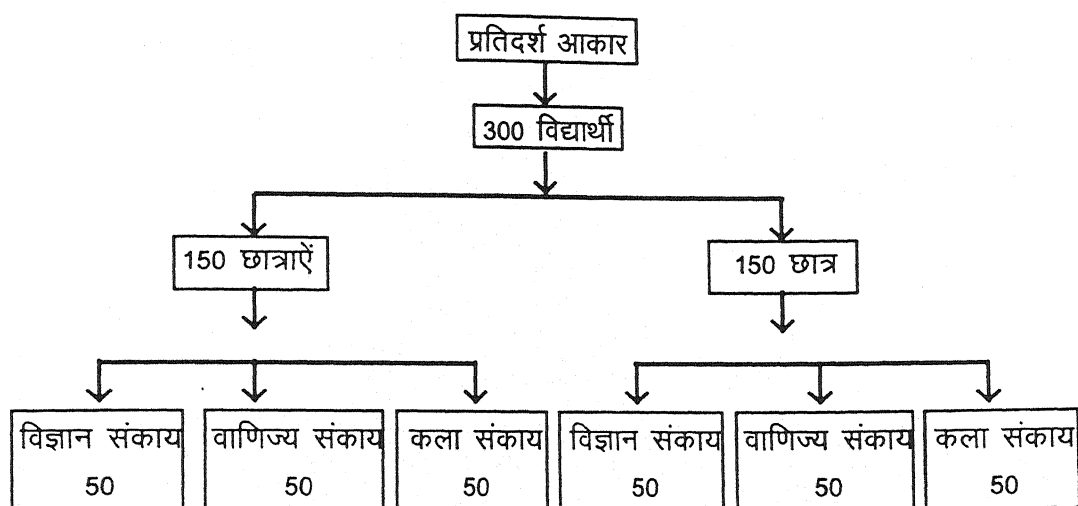 प्रतिदर्श आकार
300 विद्यार्थी
150 छात्राऐं
150 छात्र
विज्ञान संकाय
50
वाणिज्य संकाय
50
कला संकाय
50
विज्ञान संकाय
50
वाणिज्य संकाय
50
कला संकाय
50